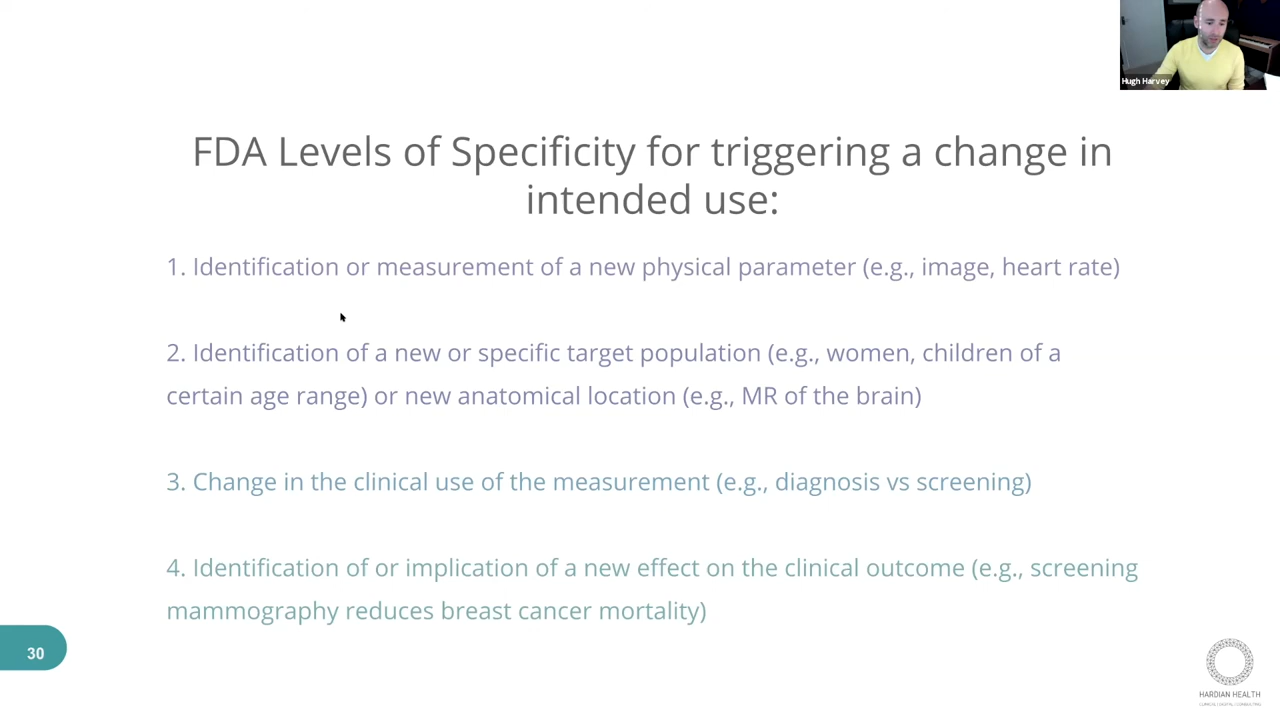 Hugh Harvey
FDA Levels of Specificity for triggering a change in
intended use:
1. Identification or measurement of a new physical parameter (e.g., image, heart rate)
2. Identification of a new or specific target population (e.g., women, children of a
certain age range) or new anatomical location (e.g., MR of the brain)
3. Change in the clinical use of the measurement (e.g., diagnosis vs screening)
4. Identification of or implication of a new effect on the clinical outcome (e.g., screening
mammography reduces breast cancer mortality)
30
HARDIAN HEALTH
CLINICAL | DIGITAL | CONSULTING